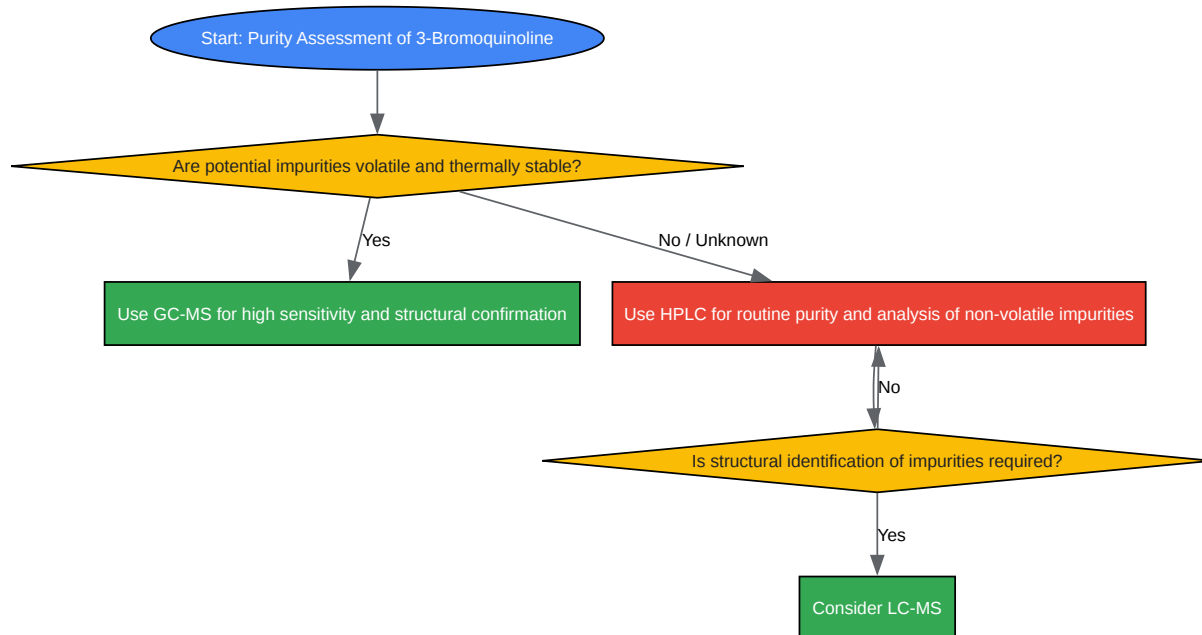 Start: Purity Assessment of 3-Bromoquinoline
Are potential impurities volatile and thermally stable?
Yes
No / Unknown
Use GC-MS for high sensitivity and structural confirmation
Use HPLC for routine purity and analysis of non-volatile impurities
No
Is structural identification of impurities required?
Yes
Consider LC-MS